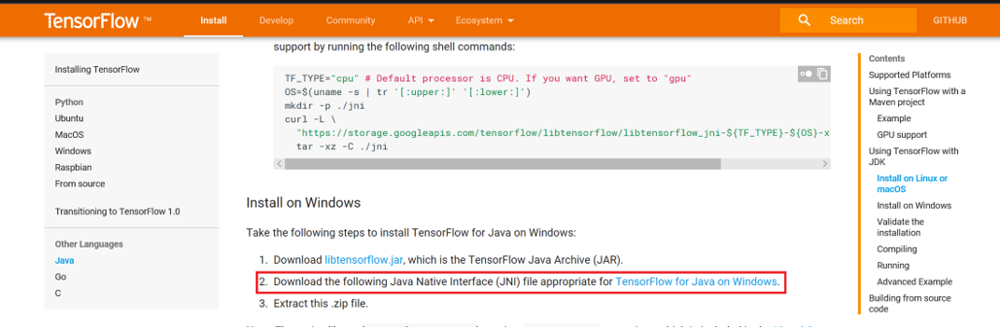 TensorFlow ™
Install
Develop
Community
API
Ecosystem
Search
GITHUB
Installing TensorFlow
Python
Ubuntu
MacOS
Windows
Raspbian
From source
Transitioning to TensorFlow 1.0
Other Languages
Java
Go
C
support by running the following shell commands:
TF_TYPE="cpu" # Default processor is CPU. If you want GPU, set to "gpu"
OS=$(uname -s | tr '[:upper:]' '[:lower:]')
mkdir -p ./jni
curl -L \
"https://storage.googleapis.com/tensorflow/libtensorflow/libtensorflow_jni-${TF_TYPE}-${OS}-x
tar -xz -C ./jni
Install on Windows
Take the following steps to install TensorFlow for Java on Windows:
1. Download libtensorflow.jar, which is the TensorFlow Java Archive (JAR).
2. Download the following Java Native Interface (JNI) file appropriate for TensorFlow for Java on Windows.
3. Extract this .zip file.
Contents
Supported Platforms
Using TensorFlow with a
Maven project
Example
GPU support
Using TensorFlow with
JDK
Install on Linux or
macOS
Install on Windows
Validate the
installation
Compiling
Running
Advanced Example
Building from source
code